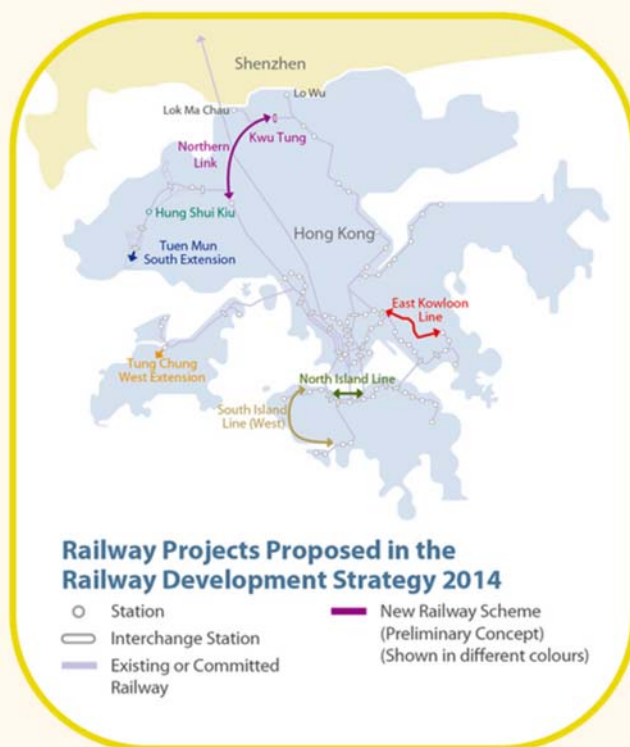 Shenzhen
Lo Wu
Lok Ma Chau
Northern
Link
Kwu Tung
Hung Shui Kiu
Hong Kong
Tuen Mun
South Extension
East Kowloon
Line
Tung Chung
West Extension
North Island Line
South Island
Line (West)
Railway Projects Proposed in the
Railway Development Strategy 2014
Station
Interchange Station
Existing or Committed
Railway
New Railway Scheme
(Preliminary Concept)
(Shown in different colours)